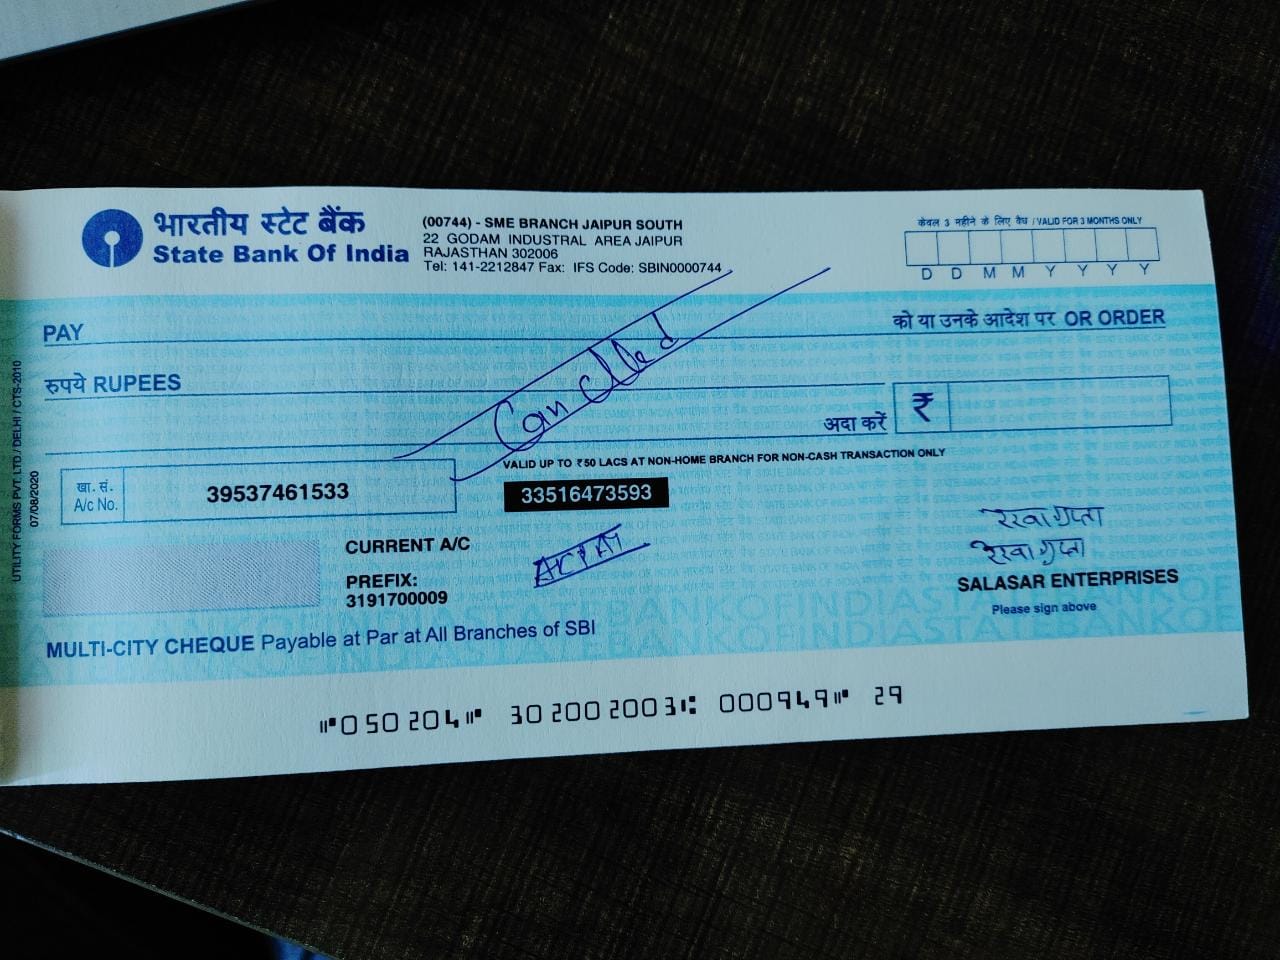 भारतीय स्टेट बैंक
State Bank Of India
(00744) - SME BRANCH JAIPUR SOUTH
22 GODAM INDUSTRAL AREA JAIPUR
RAJASTHAN 302006
Tel: 141-2212847 Fax: IFS Code: SBIN0000744
केवल 3 महीने के लिए वैध / VALID FOR 3 MONTHS ONLY
D D M M Y Y Y Y
PAY
को या उनके आदेश पर OR ORDER
रुपये RUPEES
Cancelled
अदा करें ₹
VALID UP TO ₹50 LACS AT NON-HOME BRANCH FOR NON-CASH TRANSACTION ONLY
खा. सं.
A/c No.
39537461533
33516473593
रेखा गुप्ता
रेखा गुप्ता
CURRENT A/C
PREFIX:
3191700009
SALASAR ENTERPRISES
Please sign above
MULTI-CITY CHEQUE Payable at Par at All Branches of SBI
⑈050204⑈ 302002003⑆ 000949⑈ 29
UTILITY FORMS PVT. LTD / DELHI / CTS-2010
07/08/2020